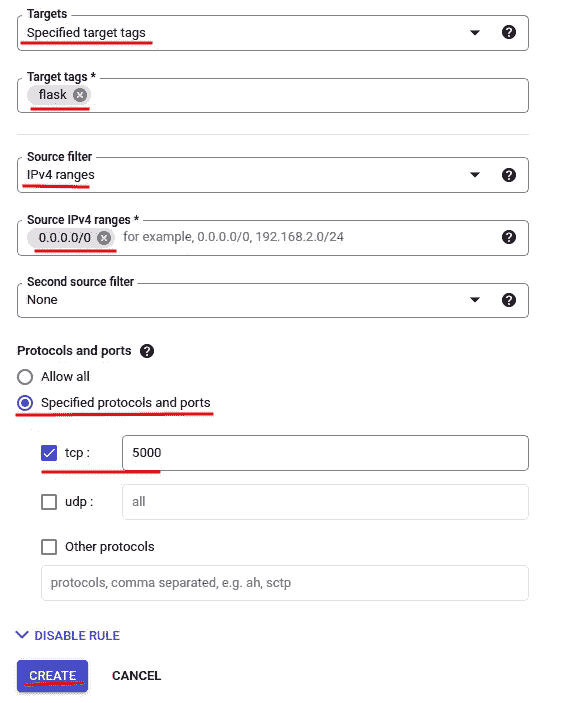 Targets
Specified target tags
Target tags *
flask
Source filter
IPv4 ranges
Source IPv4 ranges *
0.0.0.0/0 for example, 0.0.0.0/0, 192.168.2.0/24
Second source filter
None
Protocols and ports
Allow all
Specified protocols and ports
tcp : 5000
udp : all
Other protocols
protocols, comma separated, e.g. ah, sctp
DISABLE RULE
CREATE CANCEL